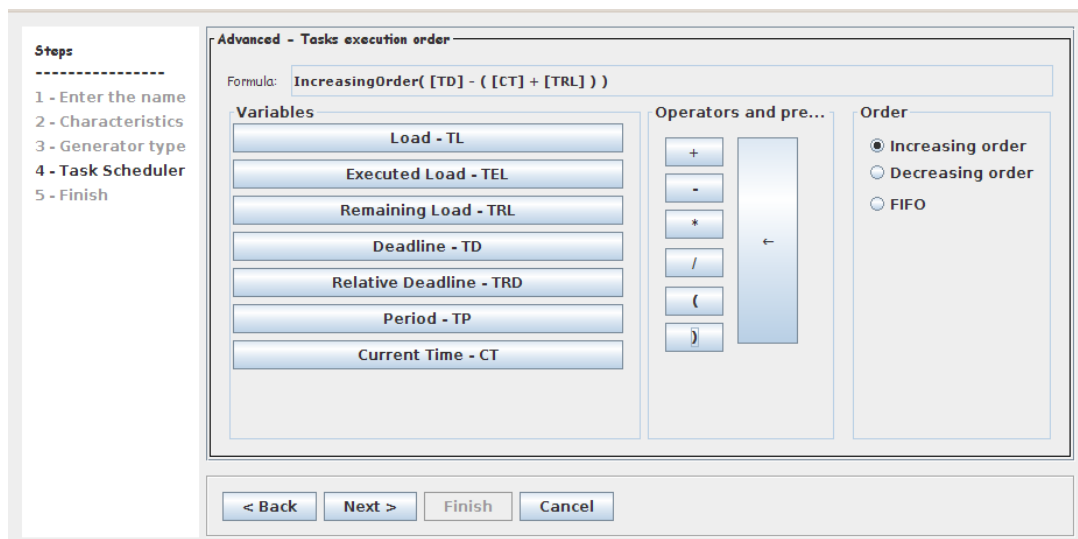 Steps
----------------
1 - Enter the name
2 - Characteristics
3 - Generator type
4 - Task Scheduler
5 - Finish
Advanced - Tasks execution order
Formula: IncreasingOrder( [TD] - ( [CT] + [TRL] ) )
Variables
Load - TL
Executed Load - TEL
Remaining Load - TRL
Deadline - TD
Relative Deadline - TRD
Period - TP
Current Time - CT
Operators and pre...
+
-
*
/
(
)
←
Order
Increasing order
Decreasing order
FIFO
< Back Next > Finish Cancel